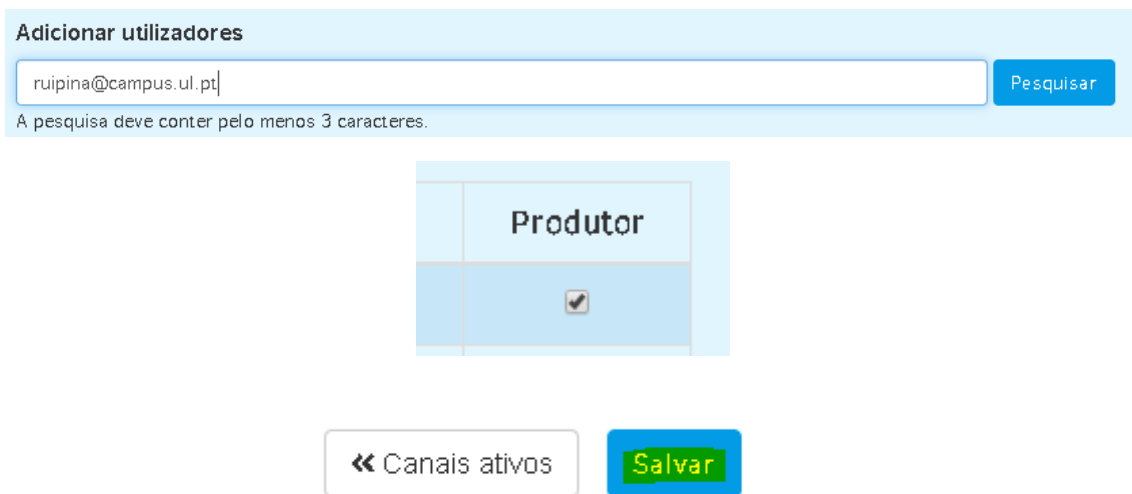 Adicionar utilizadores
ruipina@campus.ul.pt
Pesquisar
A pesquisa deve conter pelo menos 3 caracteres.
Produtor
« Canais ativos
Salvar